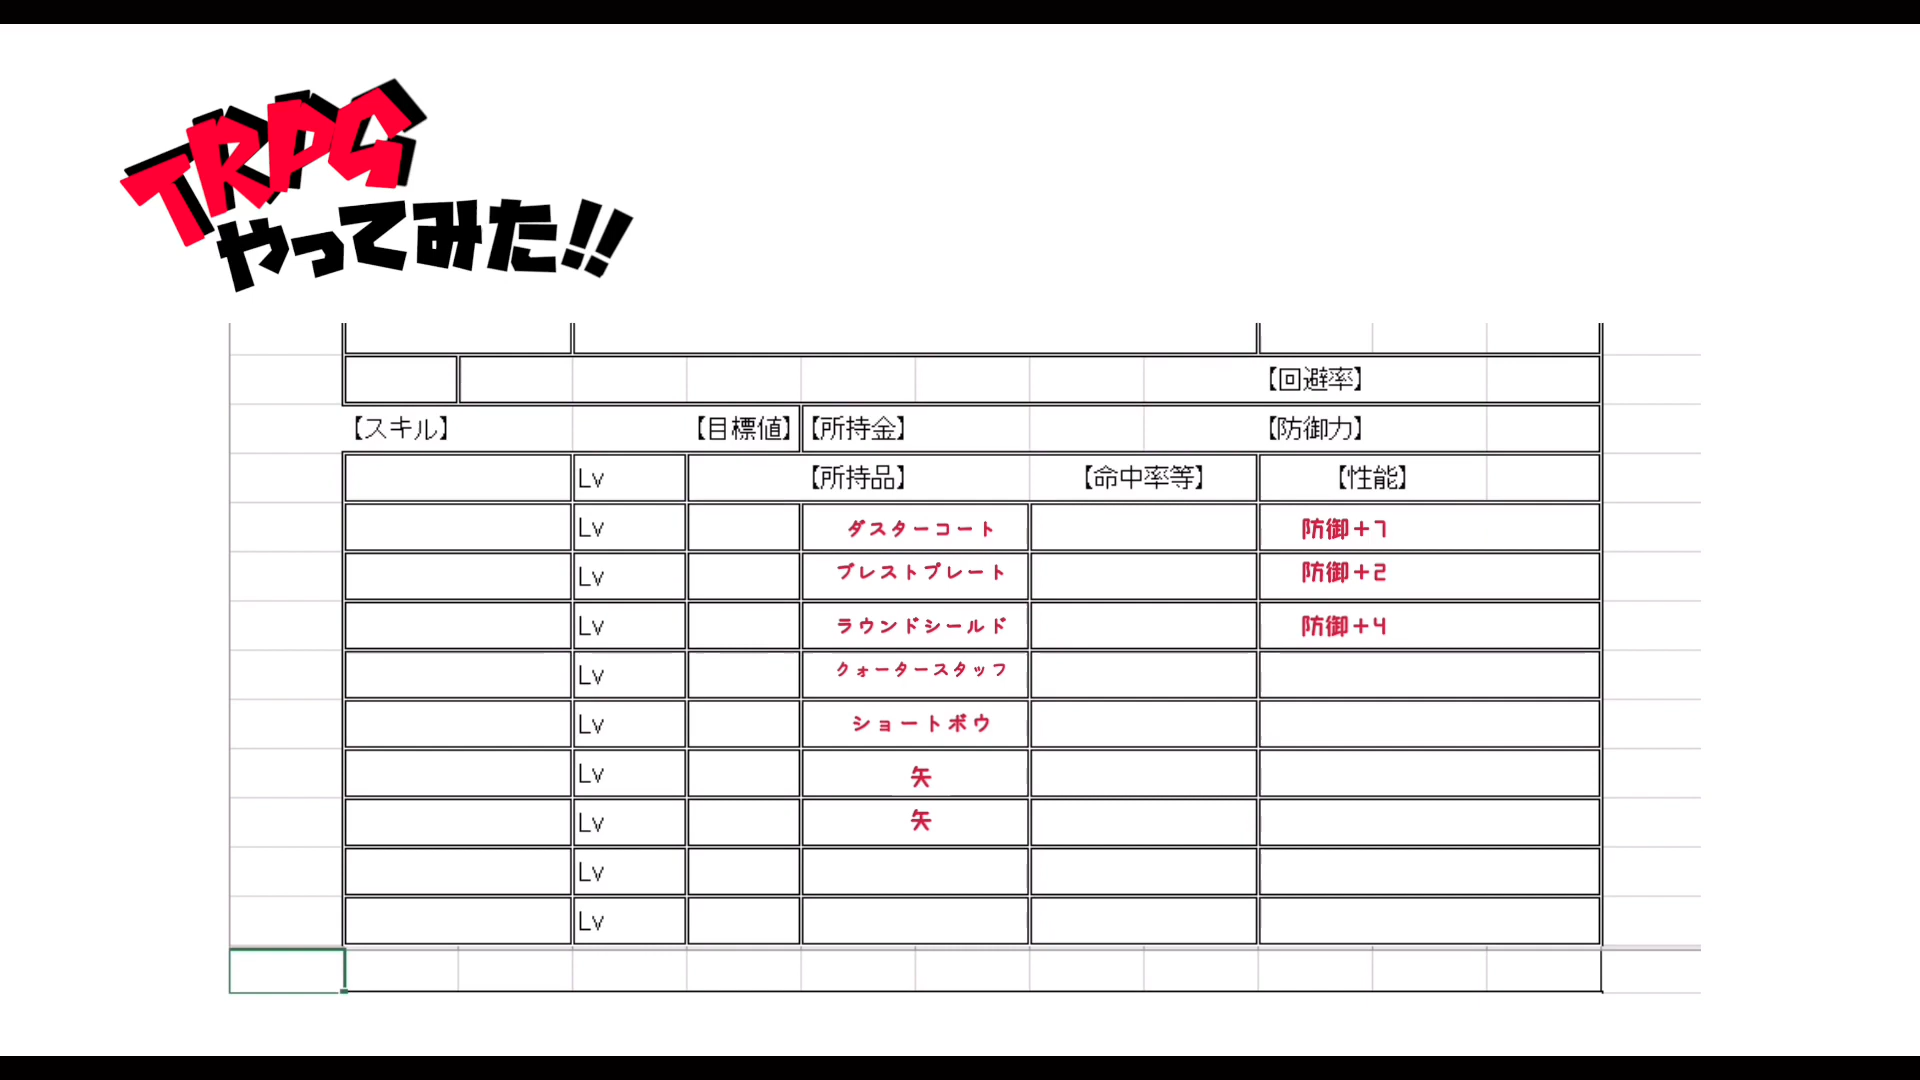 TRPG
やってみた!!
【回避率】
【スキル】 【目標値】 【所持金】 【防御力】
Lv 【所持品】 【命中率等】 【性能】
Lv ダスターコート 防御+1
Lv ブレストプレート 防御+2
Lv ラウンドシールド 防御+4
Lv クォータースタッフ
Lv ショートボウ
Lv 矢
Lv 矢
Lv
Lv